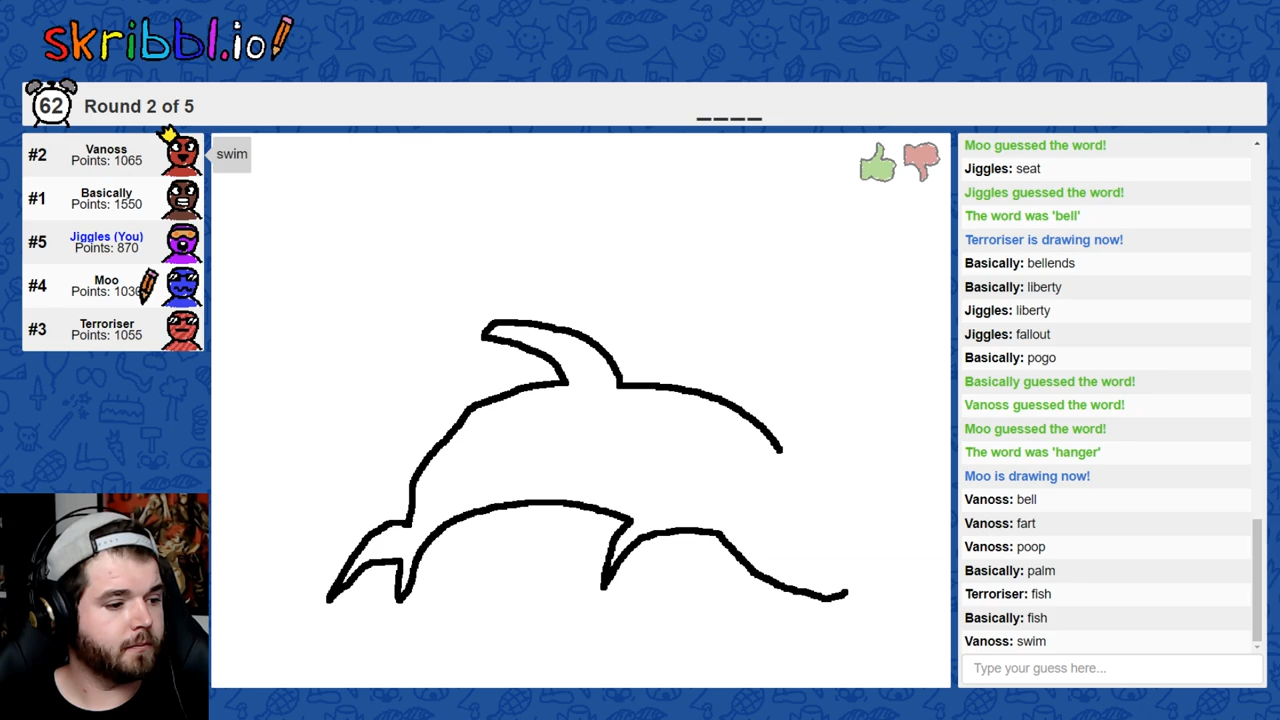 skribbl.io
62
Round 2 of 5
____
#2
Vanoss
Points: 1065
#1
Basically
Points: 1550
#5
Jiggles (You)
Points: 870
#4
Moo
Points: 1030
#3
Terroriser
Points: 1055
swim
Moo guessed the word!
Jiggles: seat
Jiggles guessed the word!
The word was 'bell'
Terroriser is drawing now!
Basically: bellends
Basically: liberty
Jiggles: liberty
Jiggles: fallout
Basically: pogo
Basically guessed the word!
Vanoss guessed the word!
Moo guessed the word!
The word was 'hanger'
Moo is drawing now!
Vanoss: bell
Vanoss: fart
Vanoss: poop
Basically: palm
Terroriser: fish
Basically: fish
Vanoss: swim
Type your guess here...